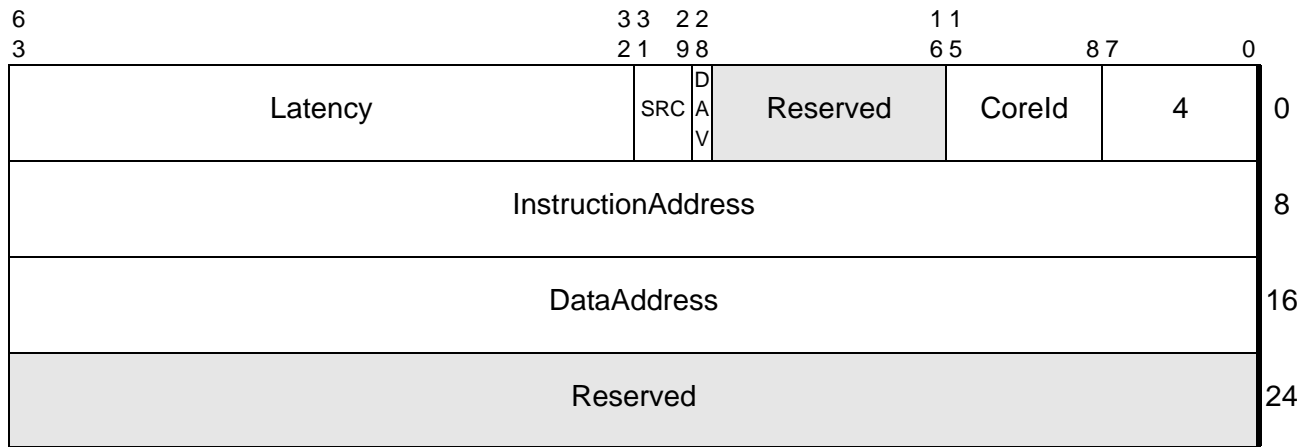 6 3 3 2 2 1 1
3 2 1 9 8 6 5 8 7 0
Latency SRC DAV Reserved CoreId 4 0
InstructionAddress 8
DataAddress 16
Reserved 24